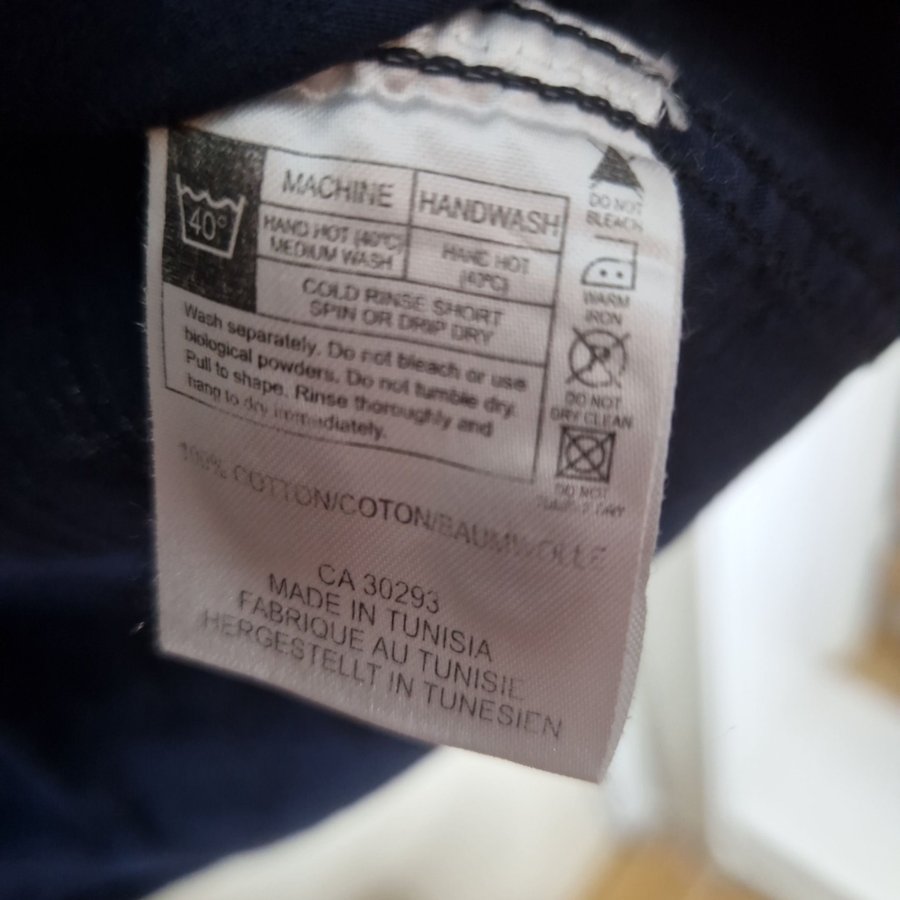 40°
MACHINE
HANDWASH
HAND HOT (40°C)
MEDIUM WASH
HAND HOT
(40°C)
COLD RINSE SHORT
SPIN OR DRIP DRY
Wash separately. Do not bleach or use
biological powders. Do not tumble dry.
Pull to shape. Rinse thoroughly and
hang to dry immediately.
DO NOT
BLEACH
WARM
IRON
DO NOT
DRY CLEAN
DO NOT
TUMBLE DRY
100% COTTON/COTON/BAUMWOLLE
CA 30293
MADE IN TUNISIA
FABRIQUE AU TUNISIE
HERGESTELLT IN TUNESIEN